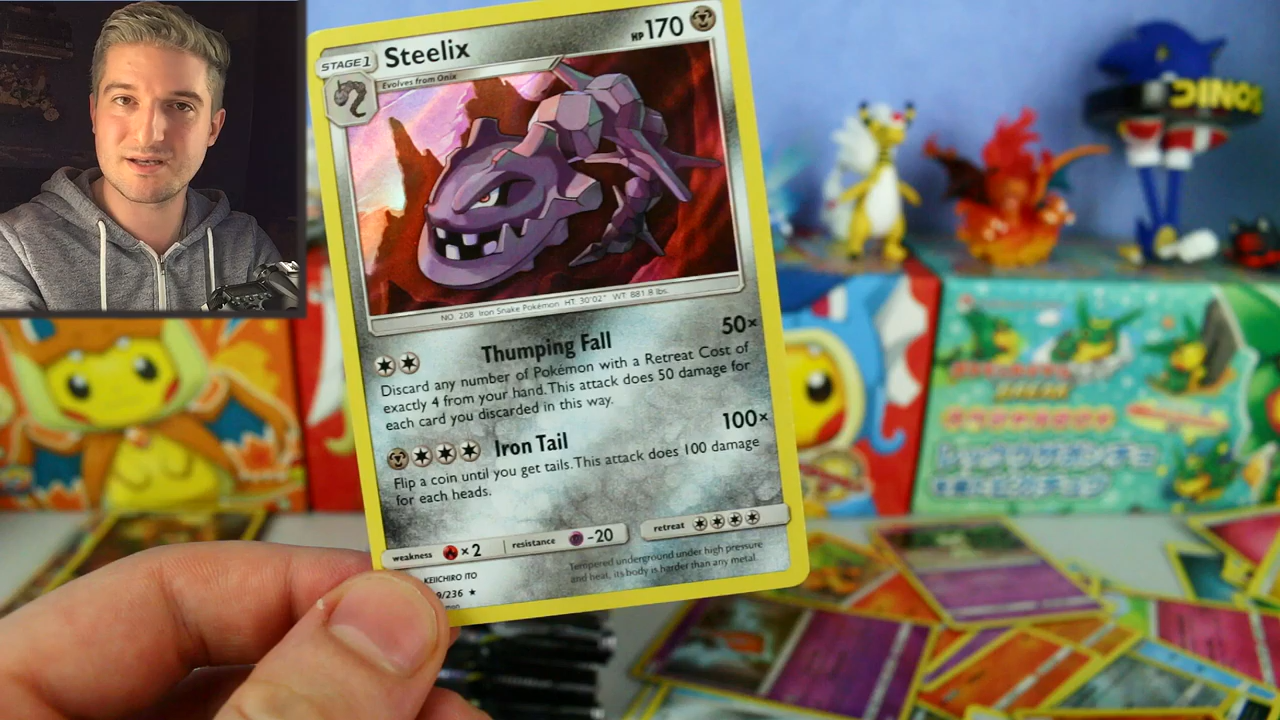 STAGE 1 Steelix HP 170
Evolves from Onix
NO. 208 Iron Snake Pokémon HT: 30'02" WT: 881.8 lbs.
Thumping Fall 50×
Discard any number of Pokémon with a Retreat Cost of
exactly 4 from your hand. This attack does 50 damage for
each card you discarded in this way.
Iron Tail 100×
Flip a coin until you get tails. This attack does 100 damage
for each heads.
weakness ×2 resistance -20 retreat
Tempered underground under high pressure
and heat, its body is harder than any metal.
KEIICHIRO ITO
9/236
SONIC